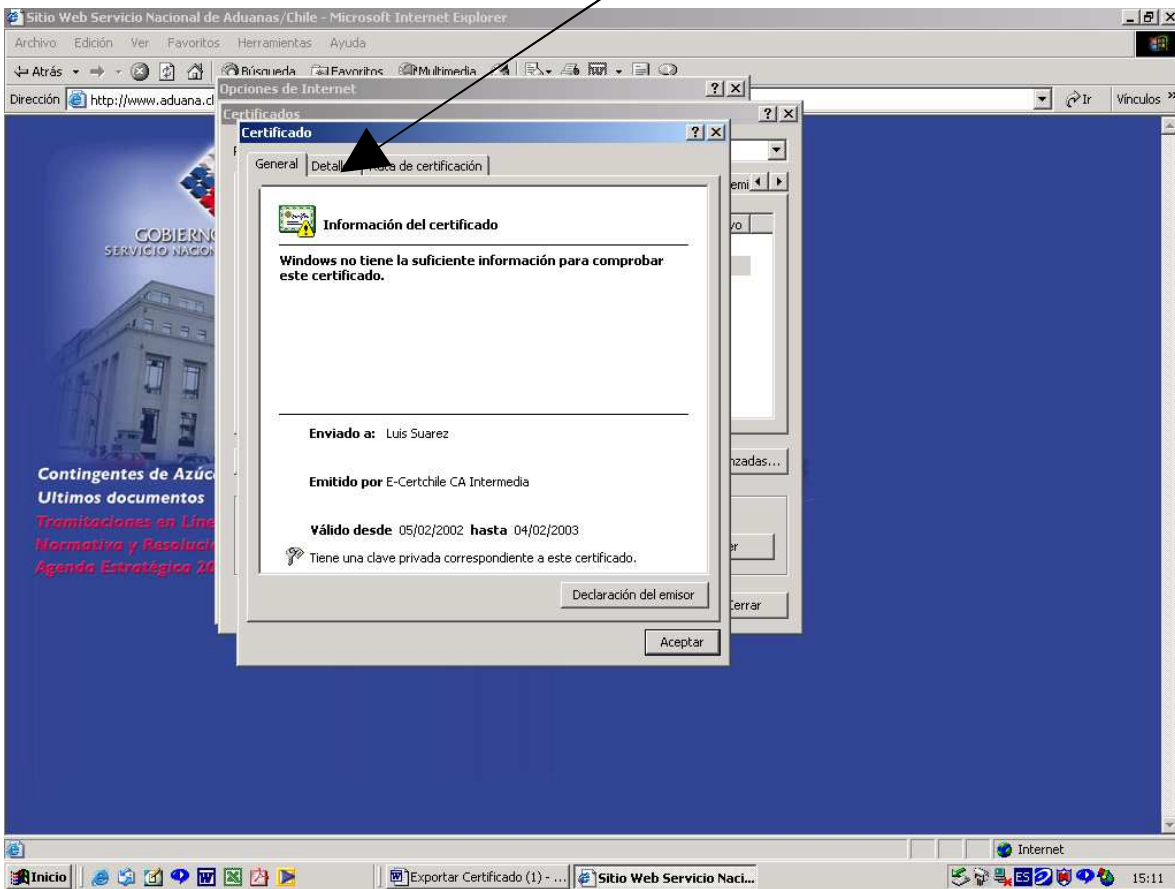 Sitio Web Servicio Nacional de Aduanas/Chile - Microsoft Internet Explorer
Archivo Edición Ver Favoritos Herramientas Ayuda
Atrás Búsqueda Favoritos Multimedia
Dirección http://www.aduana.cl Ir Vínculos »
Opciones de Internet
Certificados
Certificado
General de certificación
emi
vo
Información del certificado
Windows no tiene la suficiente información para comprobar
este certificado.
GOBIERN
SERVICIO NACION
Enviado a: Luis Suarez
Emitido por E-Certchile CA Intermedia
Válido desde 05/02/2002 hasta 04/02/2003
Tiene una clave privada correspondiente a este certificado.
Declaración del emisor
Aceptar
nzadas...
er
Cerrar
Contingentes de Azúc
Ultimos documentos
Tramitaciones en Líne
Normativa y Resoluci
Agenda Estratégica 20
Internet
Inicio Exportar Certificado (1) - ... Sitio Web Servicio Naci... ES 15:11